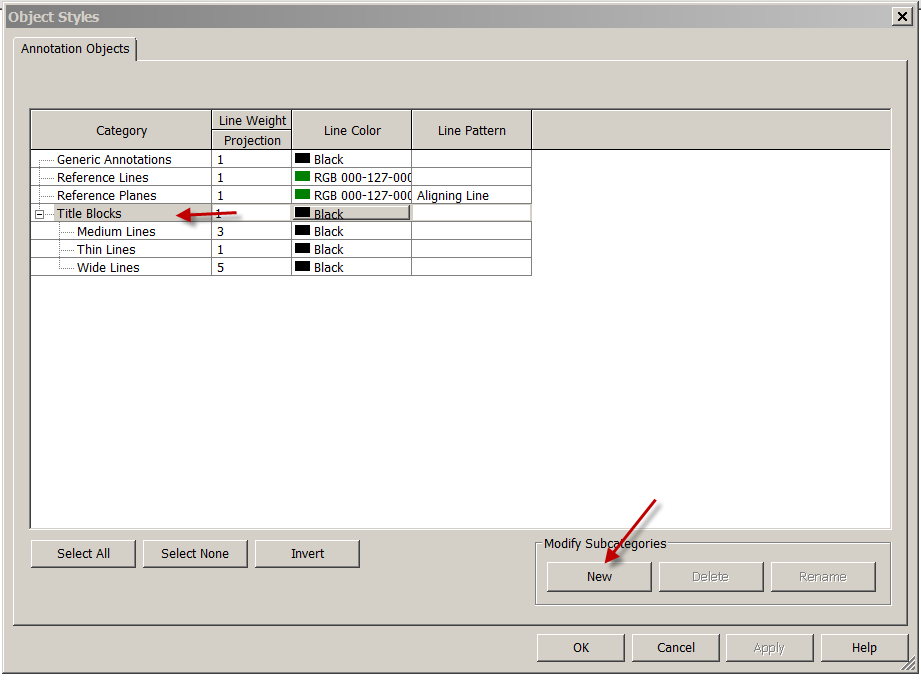 Object Styles
Annotation Objects
Category Line Weight Line Color Line Pattern
Projection
Generic Annotations 1 Black
Reference Lines 1 RGB 000-127-000
Reference Planes 1 RGB 000-127-000 Aligning Line
Title Blocks 1 Black
Medium Lines 3 Black
Thin Lines 1 Black
Wide Lines 5 Black
Select All Select None Invert
Modify Subcategories
New Delete Rename
OK Cancel Apply Help